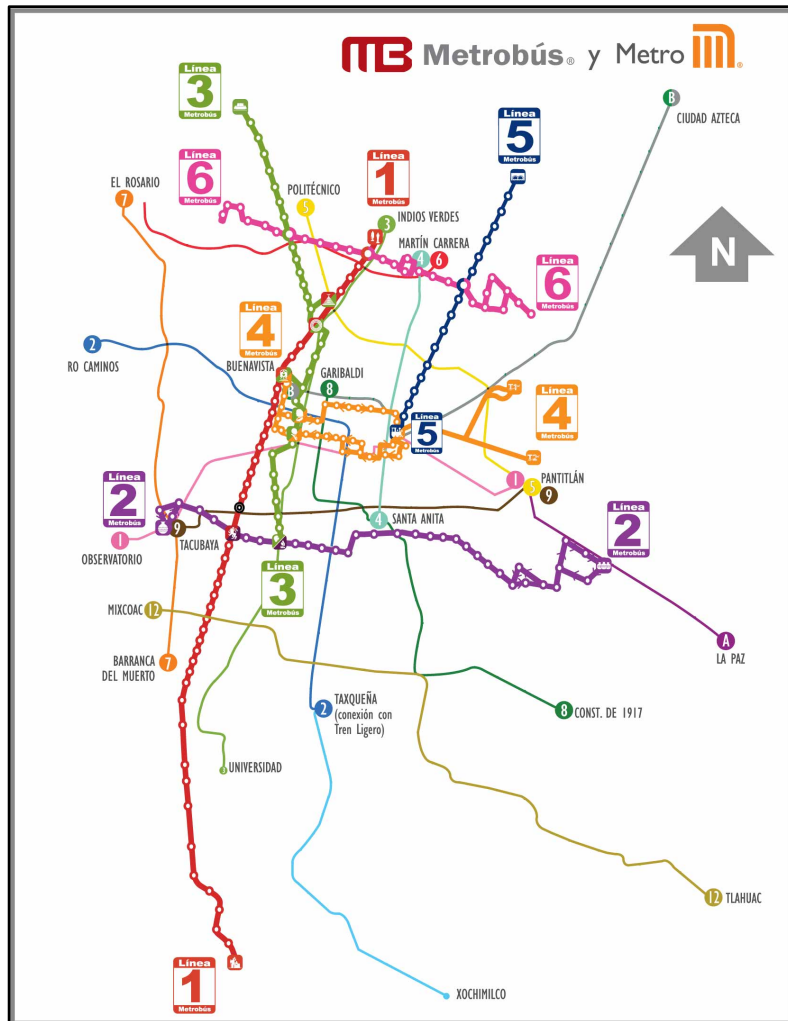 MB Metrobús® y Metro
Línea
3
Metrobús
B
CIUDAD AZTECA
Línea
5
Metrobús
Línea
6
Metrobús
Línea
1
Metrobús
EL ROSARIO
7
POLITÉCNICO
5
3
INDIOS VERDES
MARTÍN CARRERA
4
6
N
Línea
6
Metrobús
Línea
4
Metrobús
2
RO CAMINOS
BUENAVISTA
B
GARIBALDI
8
T-1
Línea
4
Metrobús
Línea
5
Metrobús
T-2
PANTITLÁN
1
5
9
Línea
2
Metrobús
9
TACUBAYA
1
OBSERVATORIO
4
SANTA ANITA
Línea
2
Metrobús
Línea
3
Metrobús
MIXCOAC
12
A
LA PAZ
BARRANCA
DEL MUERTO
7
2
TAXQUEÑA
(conexión con
Tren Ligero)
8
CONST. DE 1917
3
UNIVERSIDAD
12
TLAHUAC
Línea
1
Metrobús
XOCHIMILCO